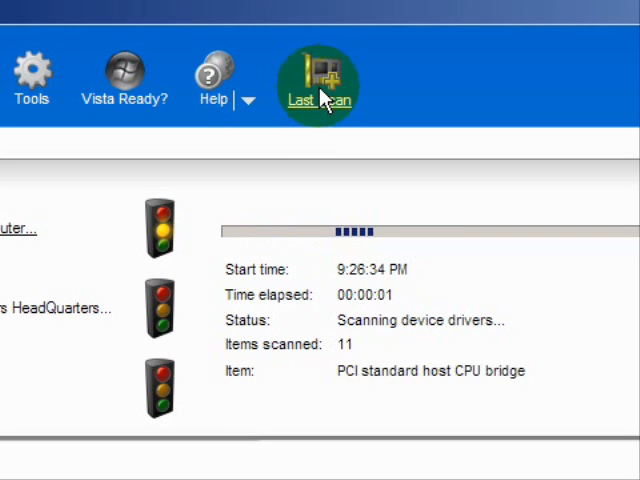 Tools
Vista Ready?
Help
Last
uter...
s HeadQuarters...
Start time: 9:26:34 PM
Time elapsed: 00:00:01
Status: Scanning device drivers...
Items scanned: 11
Item: PCI standard host CPU bridge